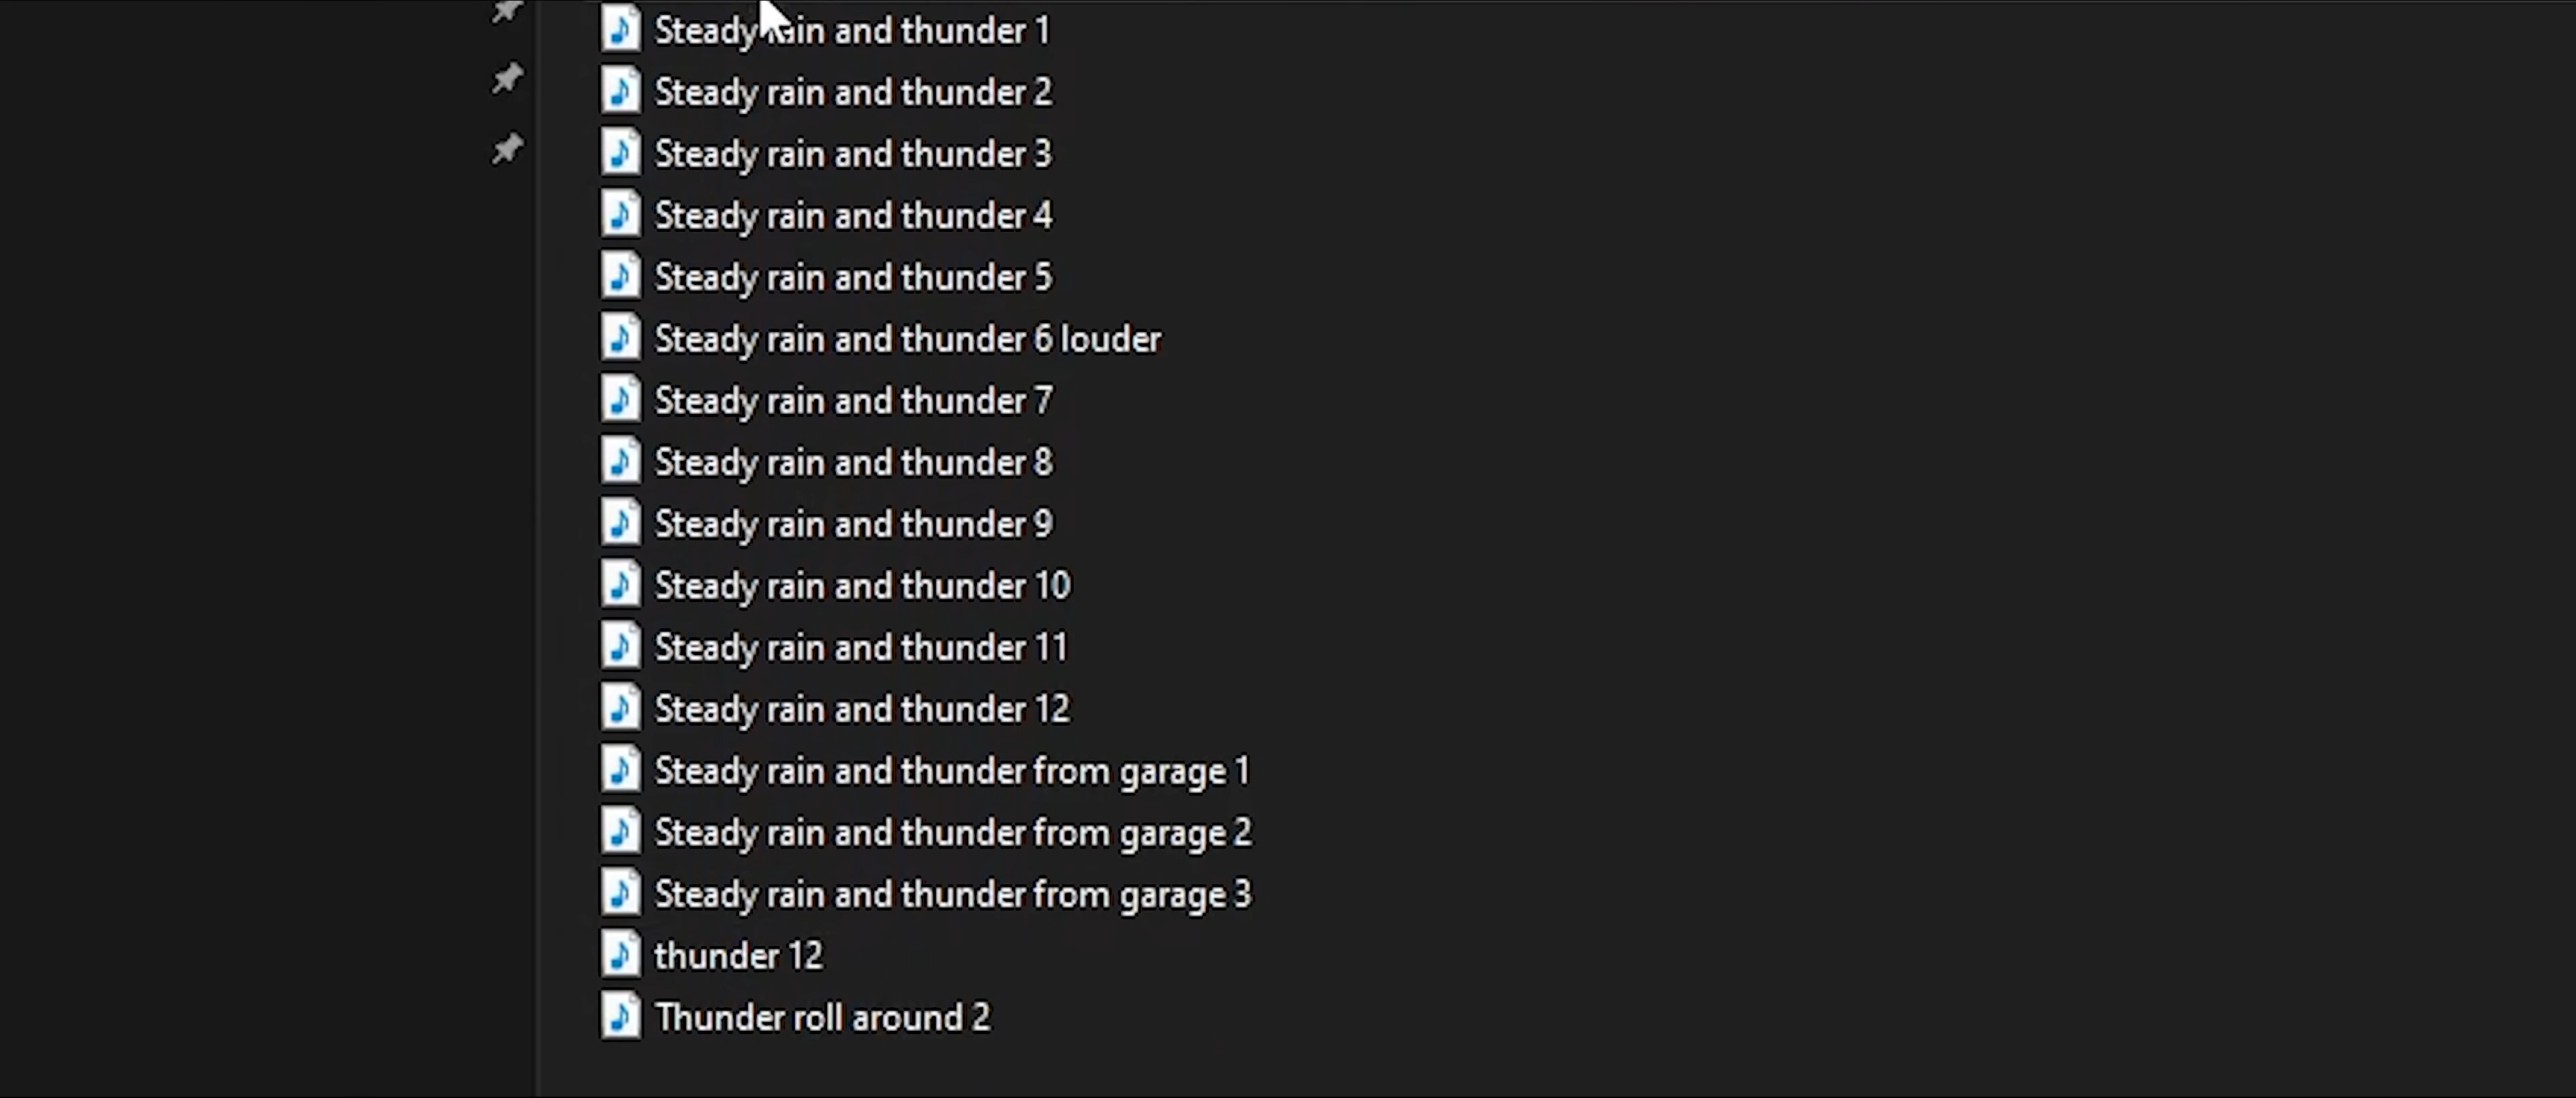 Steady rain and thunder 1
Steady rain and thunder 2
Steady rain and thunder 3
Steady rain and thunder 4
Steady rain and thunder 5
Steady rain and thunder 6 louder
Steady rain and thunder 7
Steady rain and thunder 8
Steady rain and thunder 9
Steady rain and thunder 10
Steady rain and thunder 11
Steady rain and thunder 12
Steady rain and thunder from garage 1
Steady rain and thunder from garage 2
Steady rain and thunder from garage 3
thunder 12
Thunder roll around 2